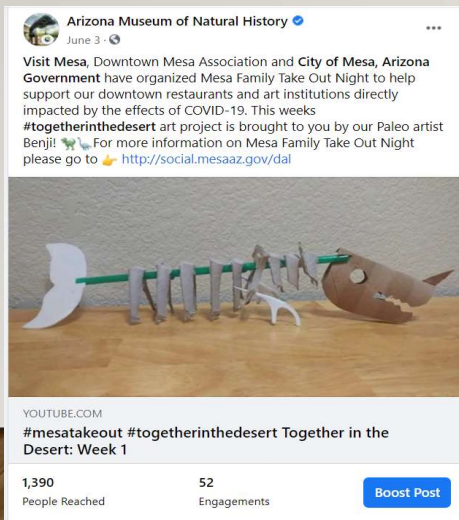 Arizona Museum of Natural History
June 3 ·
Visit Mesa, Downtown Mesa Association and City of Mesa, Arizona
Government have organized Mesa Family Take Out Night to help
support our downtown restaurants and art institutions directly
impacted by the effects of COVID-19. This weeks
#togetherinthedesert art project is brought to you by our Paleo artist
Benji! 🦖🦕 For more information on Mesa Family Take Out Night
please go to 👉 http://social.mesaaz.gov/dal
YOUTUBE.COM
#mesatakeout #togetherinthedesert Together in the
Desert: Week 1
1,390 52
People Reached Engagements Boost Post